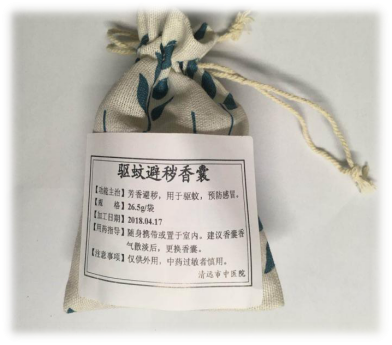 驱蚊避秽香囊
【功能主治】芳香避秽，用于驱蚊，预防感冒。
【规　　格】26.5g/袋
【加工日期】2018.04.17
【用药指导】随身携带或置于室内。建议香囊香
气散淡后，更换香囊。
【注意事项】仅供外用，中药过敏者慎用。
清远市中医院